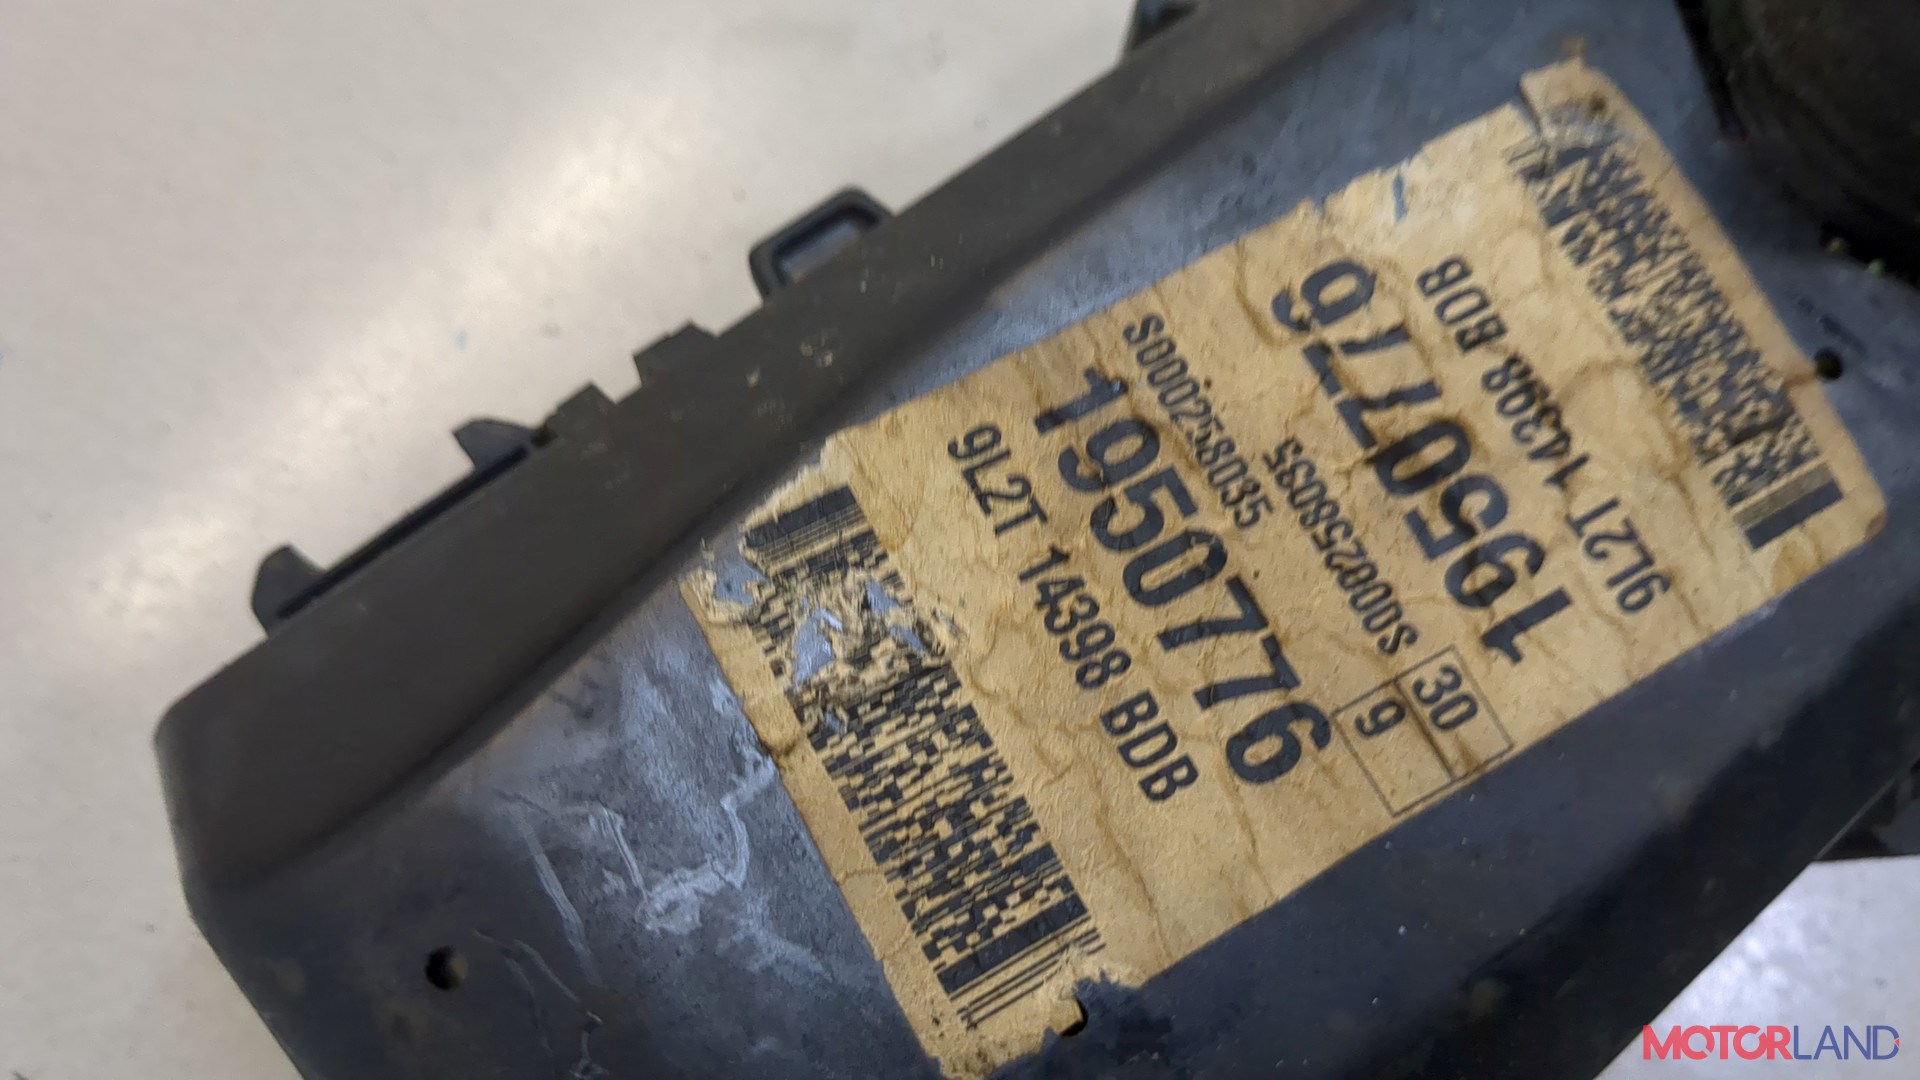 9L2T 14398 BDB
1950776
S000258035
S000258035
1950776
9L2T 14398 BDB
30
9
MOTORLAND